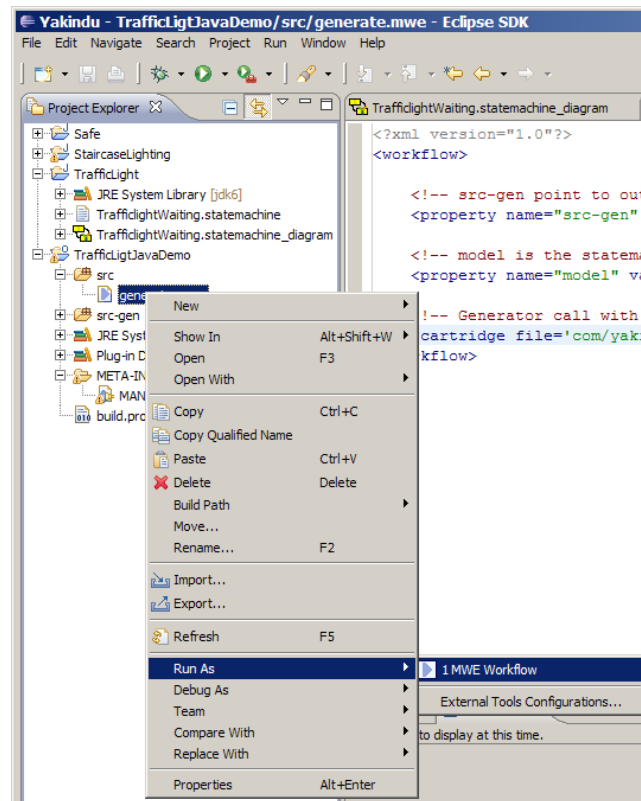 Yakindu - TrafficLigtJavaDemo/src/generate.mwe - Eclipse SDK
File Edit Navigate Search Project Run Window Help
Project Explorer
TrafficlightWaiting.statemachine_diagram
Safe
StaircaseLighting
TrafficLight
JRE System Library [jdk6]
TrafficlightWaiting.statemachine
TrafficlightWaiting.statemachine_diagram
TrafficLigtJavaDemo
src
gene
src-gen
JRE Syst
Plug-in D
META-IN
MAN
build.pro
<?xml version="1.0"?>
<workflow>
<!-- src-gen point to ou
<property name="src-gen"
<!-- model is the statema
<property name="model" va
!-- Generator call with
cartridge file='com/yak
kflow>
New
Show In Alt+Shift+W
Open F3
Open With
Copy Ctrl+C
Copy Qualified Name
Paste Ctrl+V
Delete Delete
Build Path
Move...
Rename... F2
Import...
Export...
Refresh F5
Run As
Debug As
Team
Compare With
Replace With
Properties Alt+Enter
1 MWE Workflow
External Tools Configurations...
to display at this time.